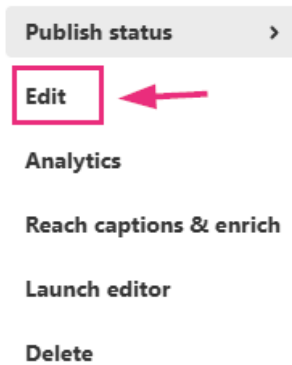 Publish status
Edit
Analytics
Reach captions & enrich
Launch editor
Delete